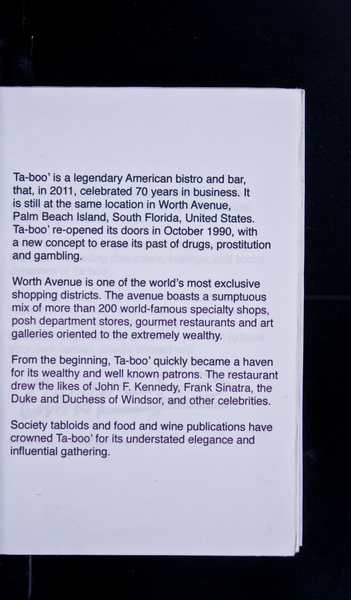 Ta-boo' is a legendary American bistro and bar,
that, in 2011, celebrated 70 years in business. It
is still at the same location in Worth Avenue,
Palm Beach Island, South Florida, United States.
Ta-boo' re-opened its doors in October 1990, with
a new concept to erase its past of drugs, prostitution
and gambling.
Worth Avenue is one of the world's most exclusive
shopping districts. The avenue boasts a sumptuous
mix of more than 200 world-famous specialty shops,
posh department stores, gourmet restaurants and art
galleries oriented to the extremely wealthy.
From the beginning, Ta-boo' quickly became a haven
for its wealthy and well known patrons. The restaurant
drew the likes of John F. Kennedy, Frank Sinatra, the
Duke and Duchess of Windsor, and other celebrities.
Society tabloids and food and wine publications have
crowned Ta-boo' for its understated elegance and
influential gathering.